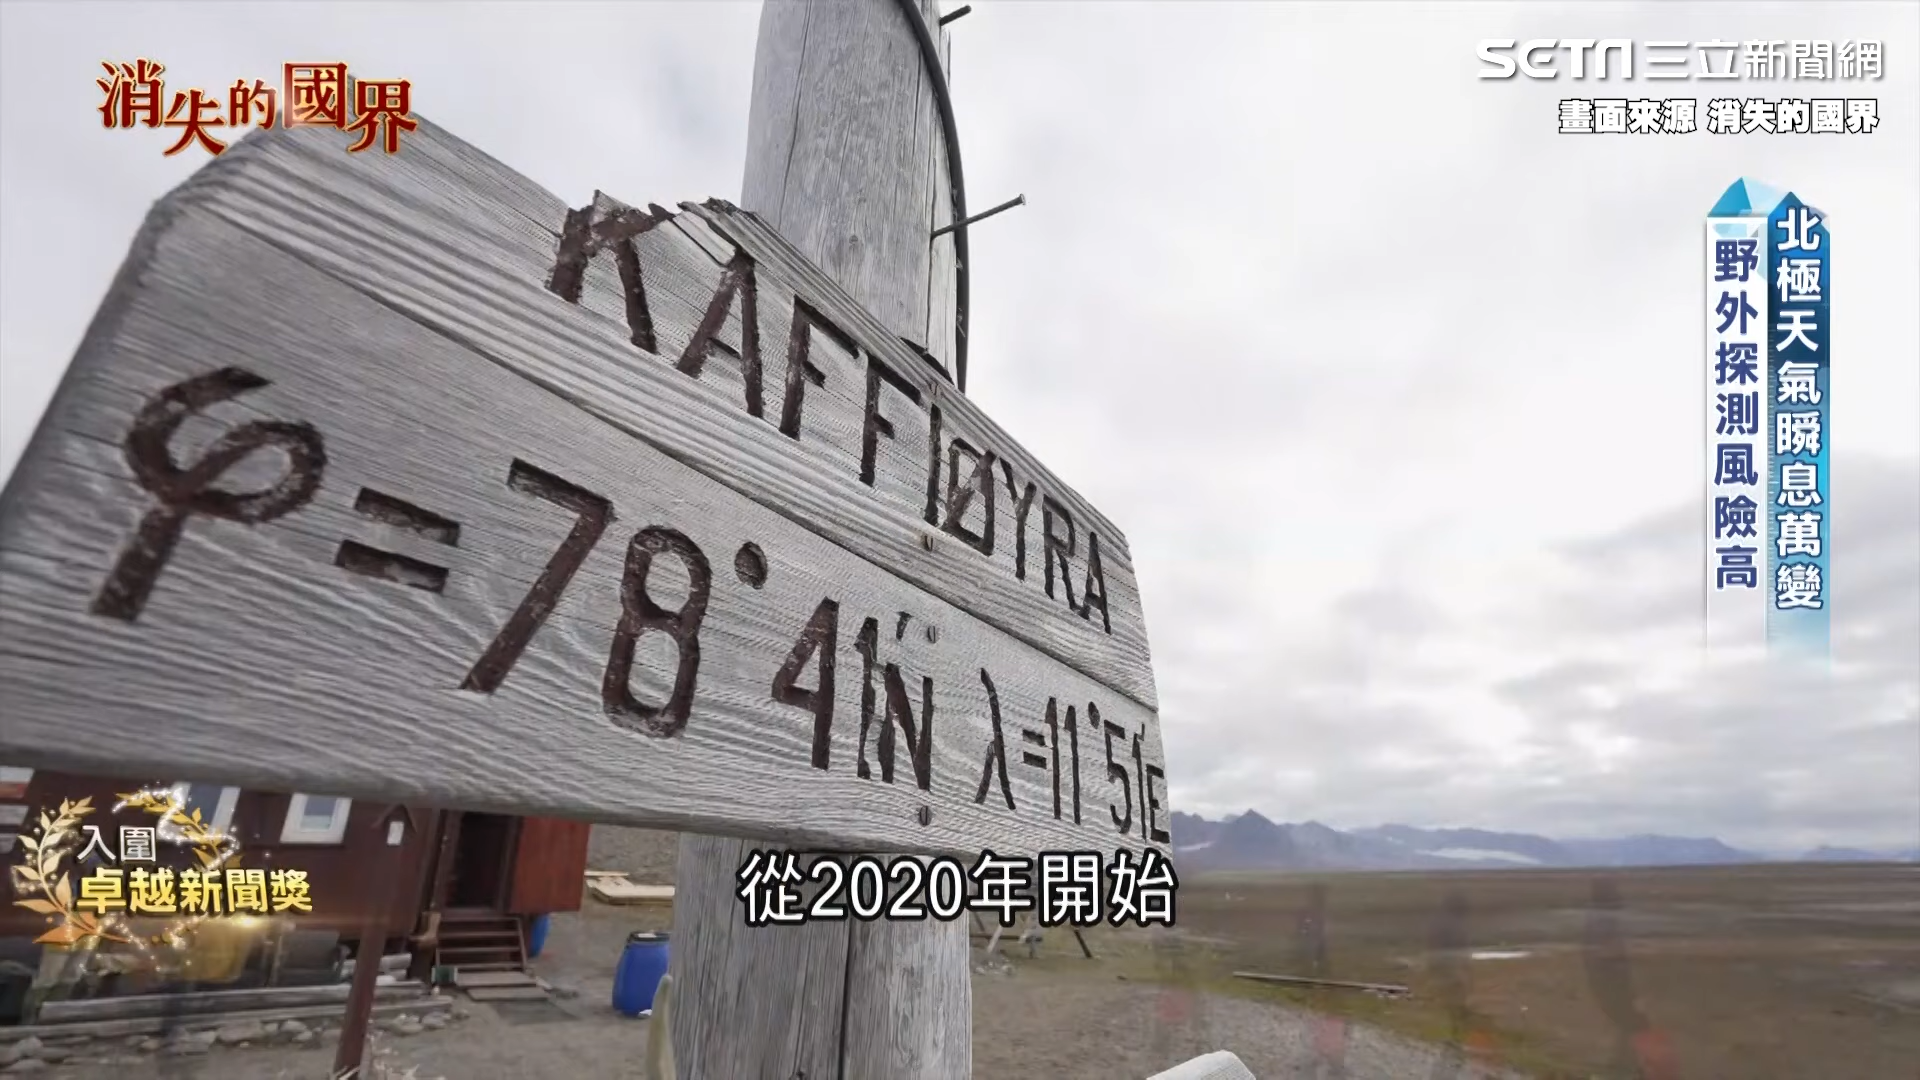 消失的國界
SETN三立新聞網
畫面來源 消失的國界
北極天氣瞬息萬變
野外探測風險高
KAFFIØYRA
φ=78°41'N λ=11°51'E
入圍
卓越新聞獎
從2020年開始